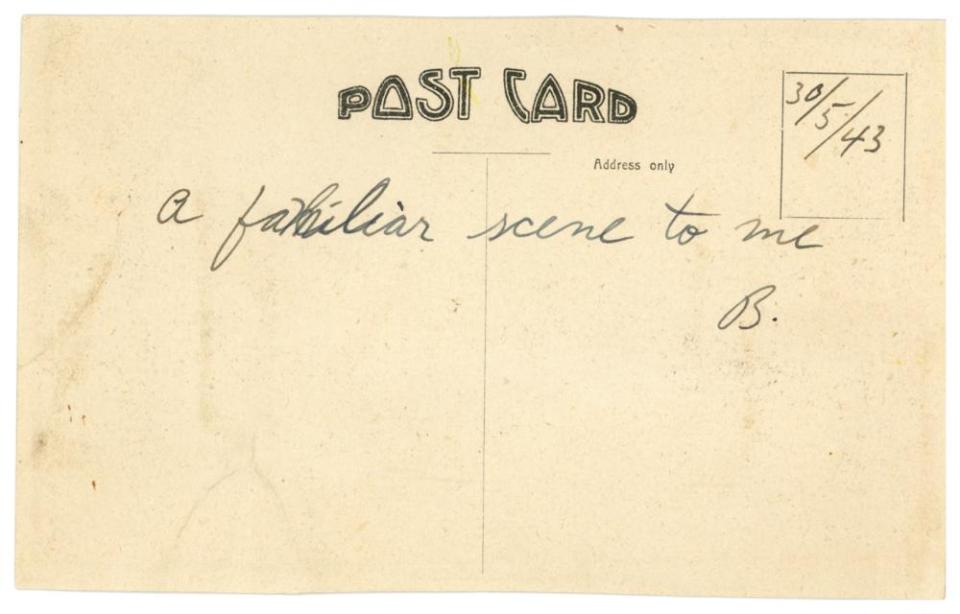 POST CARD
30/5/43
Address only
a familiar scene to me
B.